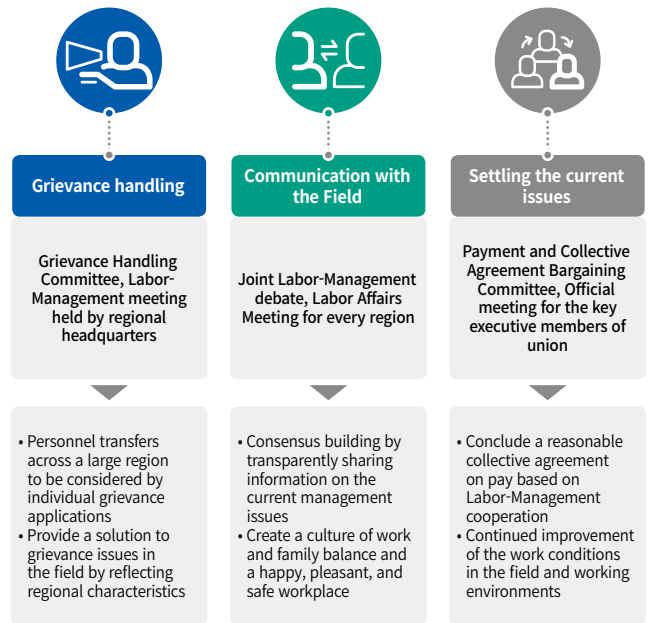 Grievance handling
Grievance Handling
Committee, Labor-
Management meeting
held by regional
headquarters
• Personnel transfers
across a large region
to be considered by
individual grievance
applications
• Provide a solution to
grievance issues in
the field by reflecting
regional characteristics
Communication with
the Field
Joint Labor-Management
debate, Labor Affairs
Meeting for every region
• Consensus building by
transparently sharing
information on the
current management
issues
• Create a culture of work
and family balance and
a happy, pleasant, and
safe workplace
Settling the current
issues
Payment and Collective
Agreement Bargaining
Committee, Official
meeting for the key
executive members of
union
• Conclude a reasonable
collective agreement
on pay based on
Labor-Management
cooperation
• Continued improvement
of the work conditions
in the field and working
environments